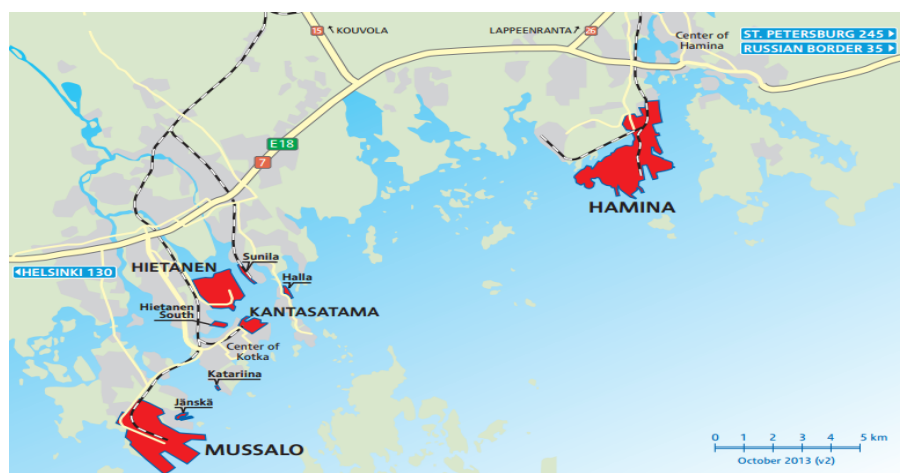 15
KOUVOLA
LAPPEENRANTA
26
Center of
Hamina
ST. PETERSBURG 245
RUSSIAN BORDER 35
E18
7
HAMINA
HELSINKI 130
HIETANEN
Sunila
Halla
Hietanen
South
KANTASATAMA
Center of
Kotka
Katariina
Jänskä
MUSSALO
0 1 2 3 4 5 km
October 2013 (v2)